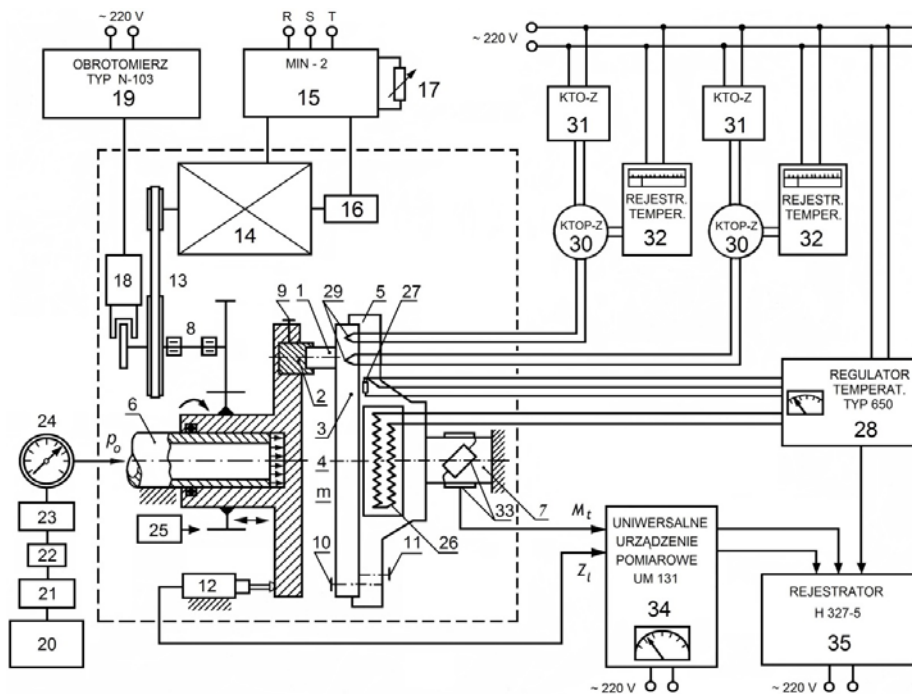 ~ 220 V
OBROTOMIERZ
TYP N-103
19
R S T
MIN - 2
15
17
~ 220 V
KTO-Z
31
KTO-Z
31
REJESTR.
TEMPER.
32
REJESTR.
TEMPER.
32
KTOP-Z
30
KTOP-Z
30
14
16
18
13
8
9
1
29
5
27
2
3
4
m
6
24
p₀
23
22
21
20
25
10
11
12
26
33
7
REGULATOR
TEMPERAT.
TYP 650
28
Mt
Zl
UNIWERSALNE
URZĄDZENIE
POMIAROWE
UM 131
34
~ 220 V
REJESTRATOR
H 327-5
35
~ 220 V